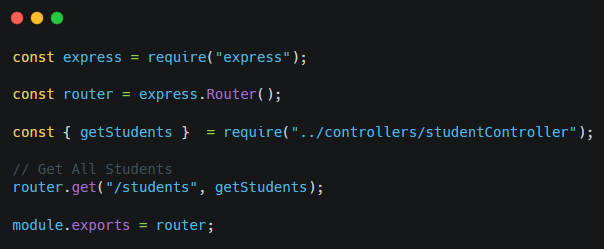 const express = require("express");
const router = express.Router();
const { getStudents }  = require("../controllers/studentController");
// Get All Students
router.get("/students", getStudents);
module.exports = router;